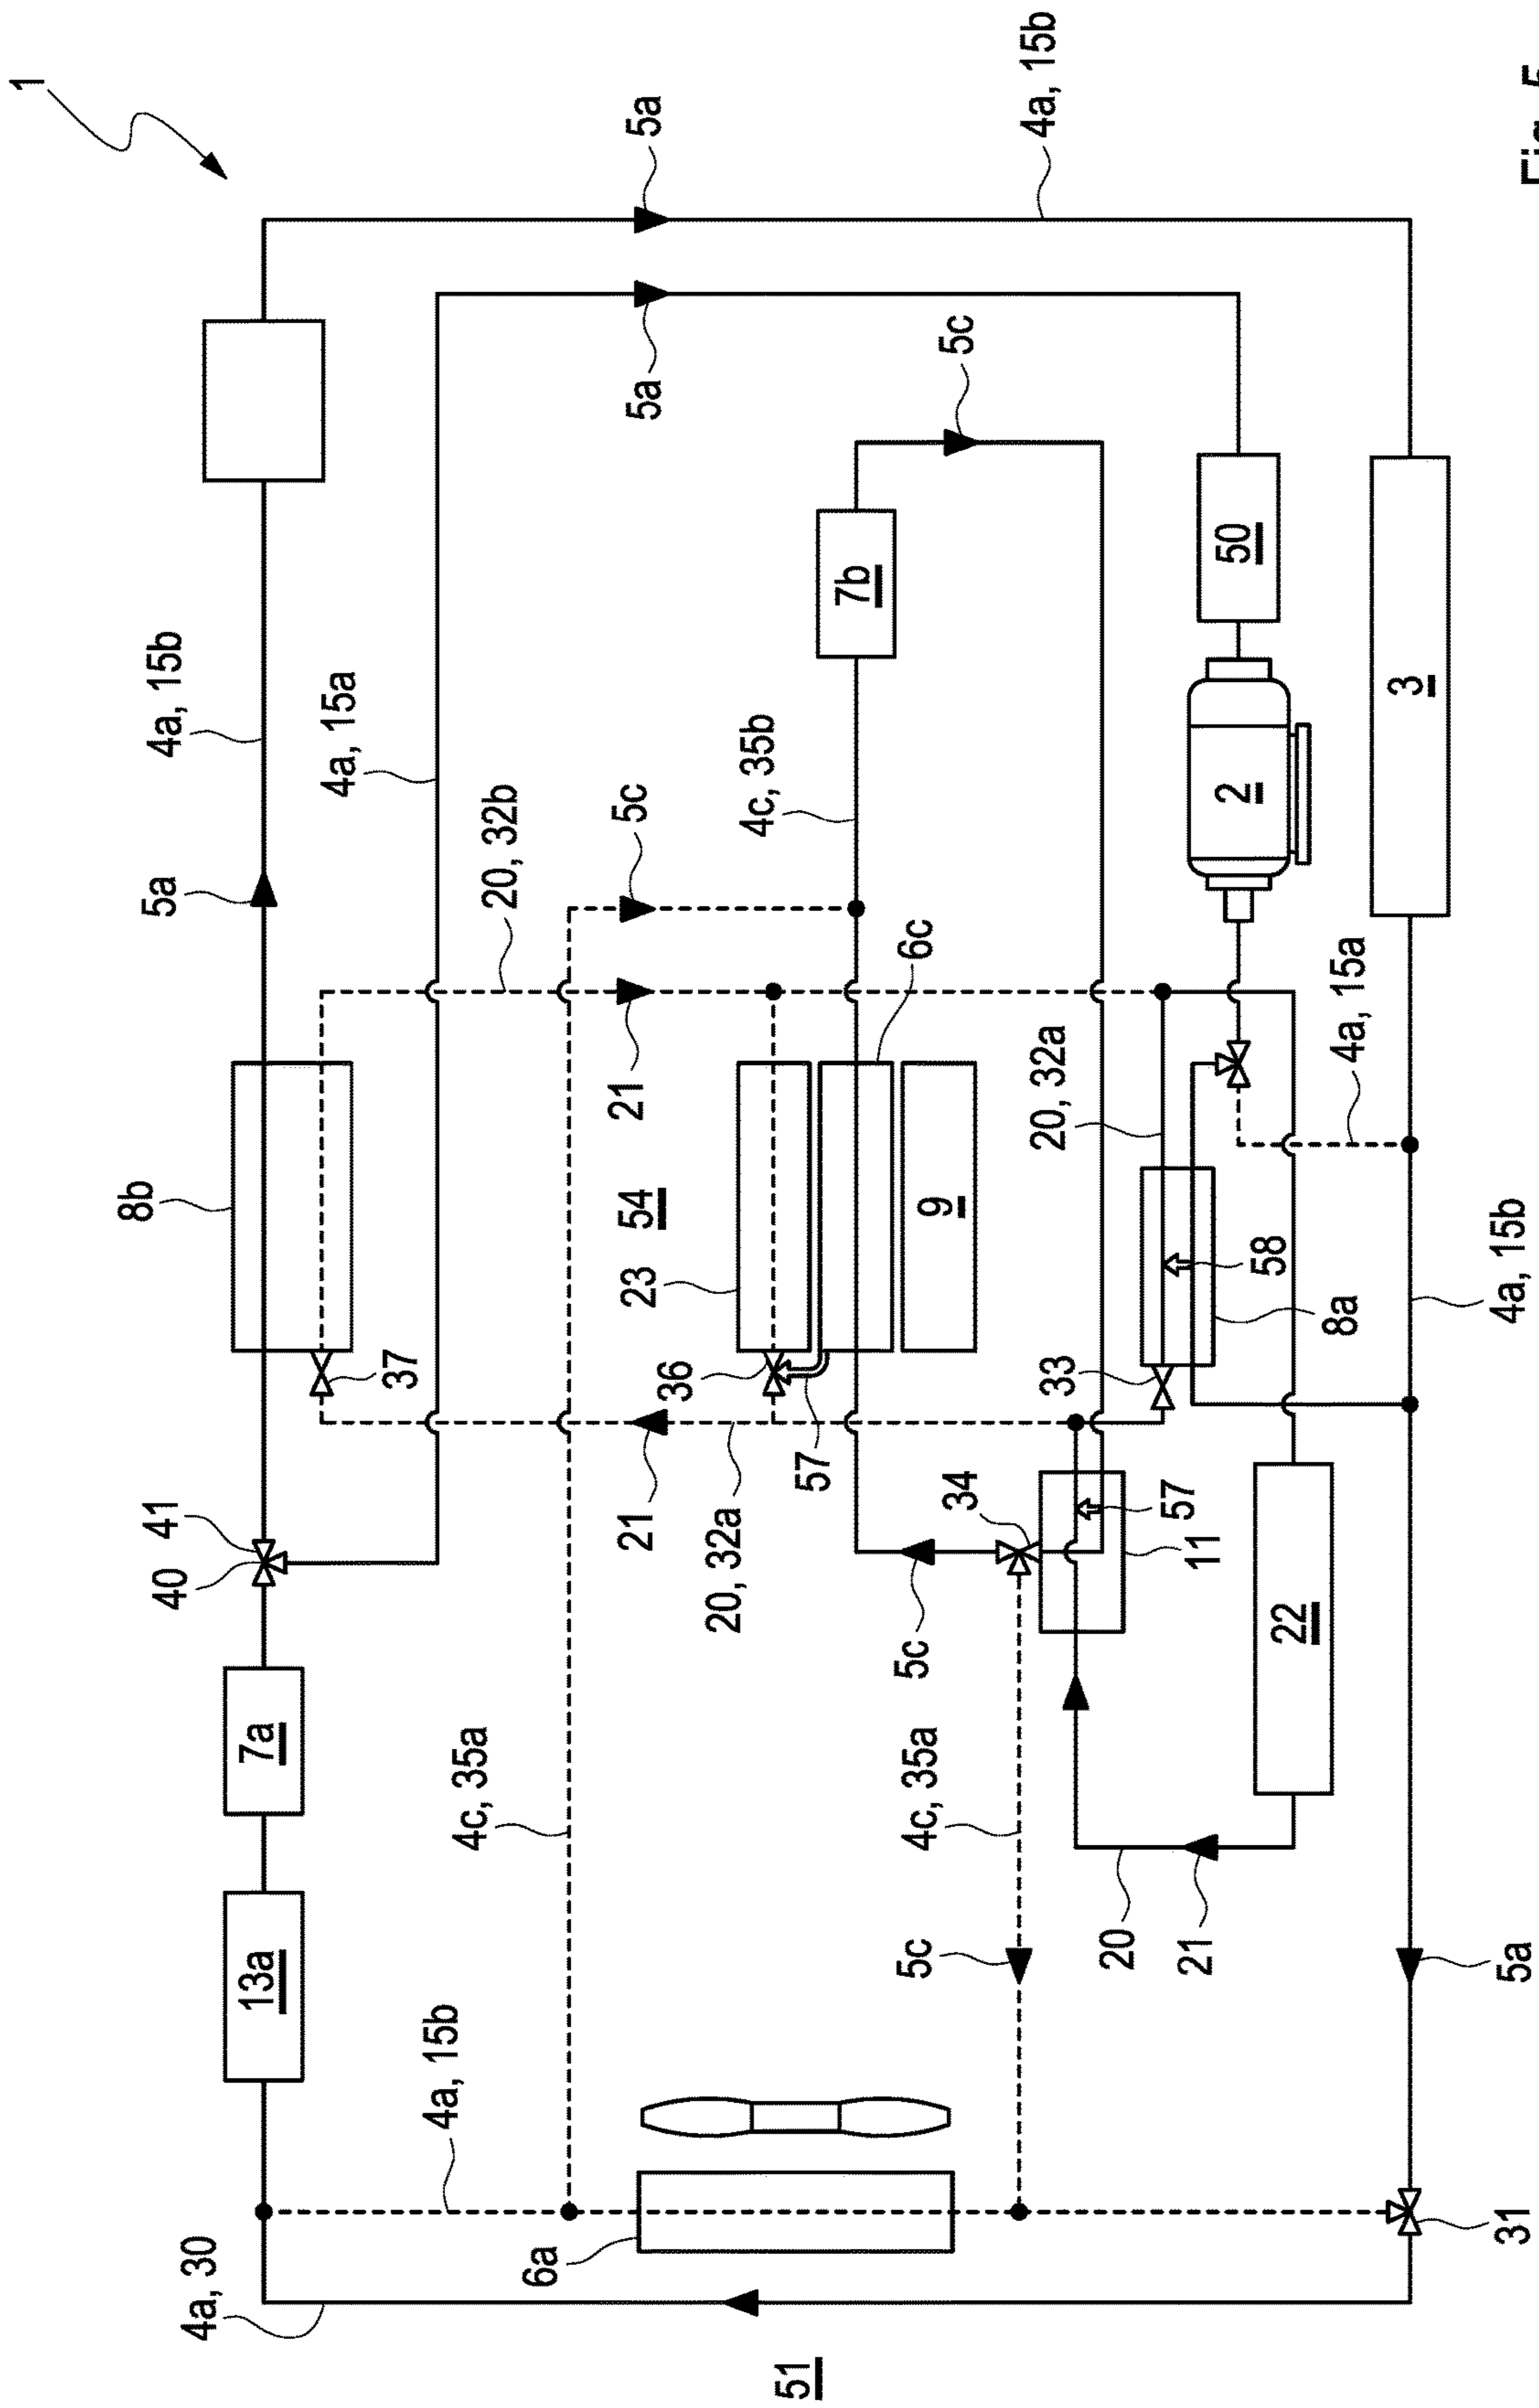 1
5a
4a, 15b
5a
5c
4a, 15b
4a, 15a
20, 32b
5c
4c, 35b
7b
50
2
3
5a
6c
8b
21
54
23
9
20, 32a
4a, 15a
58
8a
4a, 15b
37
36
33
57
41
40
21
20, 32a
34
57
11
5c
22
7a
4c, 35a
4c, 35a
13a
5c
20
21
5a
4a, 15b
6a
4a, 30
31
51
Fig. 5